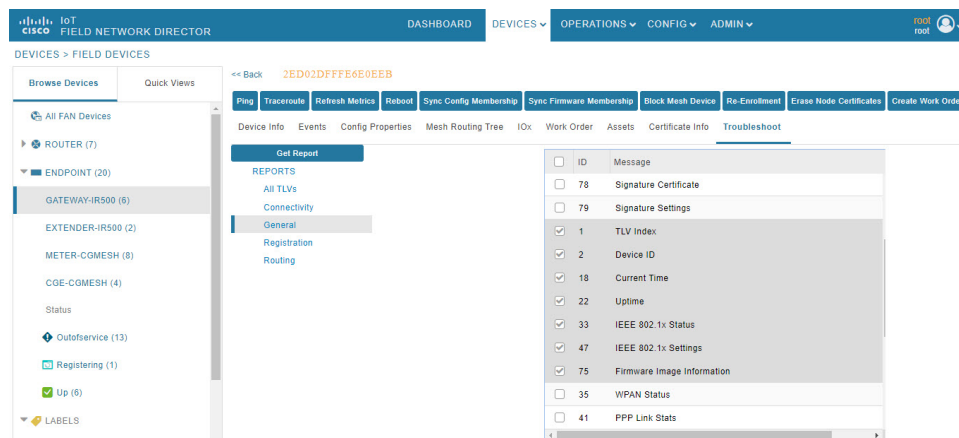 IoT
cisco FIELD NETWORK DIRECTOR
DASHBOARD DEVICES OPERATIONS CONFIG ADMIN
root
root
DEVICES > FIELD DEVICES
Browse Devices Quick Views
<< Back 2ED02DFFFE6E0EEB
Ping Traceroute Refresh Metrics Reboot Sync Config Membership Sync Firmware Membership Block Mesh Device Re-Enrollment Erase Node Certificates Create Work Orde
Device Info Events Config Properties Mesh Routing Tree IOx Work Order Assets Certificate Info Troubleshoot
All FAN Devices
ROUTER (7)
ENDPOINT (20)
GATEWAY-IR500 (6)
EXTENDER-IR500 (2)
METER-CGMESH (8)
CGE-CGMESH (4)
Status
Outofservice (13)
Registering (1)
Up (6)
LABELS
Get Report
REPORTS
All TLVs
Connectivity
General
Registration
Routing
ID Message
78 Signature Certificate
79 Signature Settings
1 TLV Index
2 Device ID
18 Current Time
22 Uptime
33 IEEE 802.1x Status
47 IEEE 802.1x Settings
75 Firmware Image Information
35 WPAN Status
41 PPP Link Stats